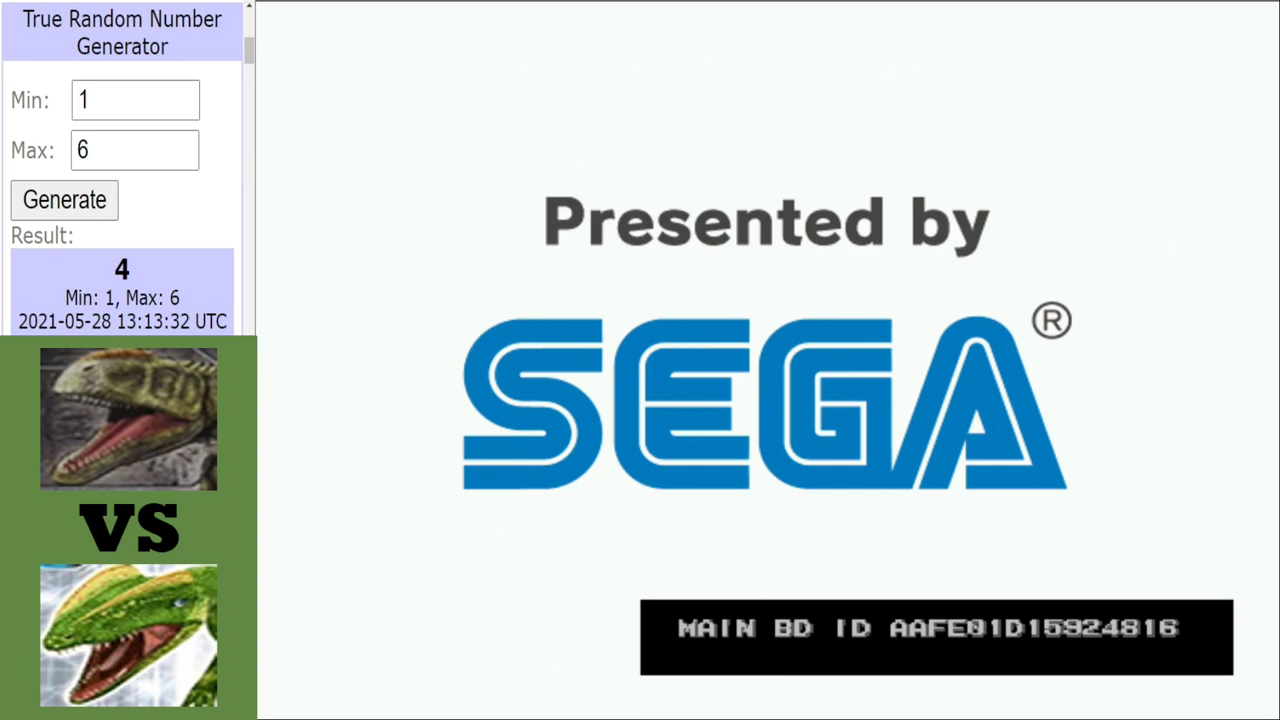 True Random Number
Generator
Min: 1
Max: 6
Generate
Result:
4
Min: 1, Max: 6
2021-05-28 13:13:32 UTC
VS
Presented by
SEGA®
MAIN BD ID AAFE01D15924816